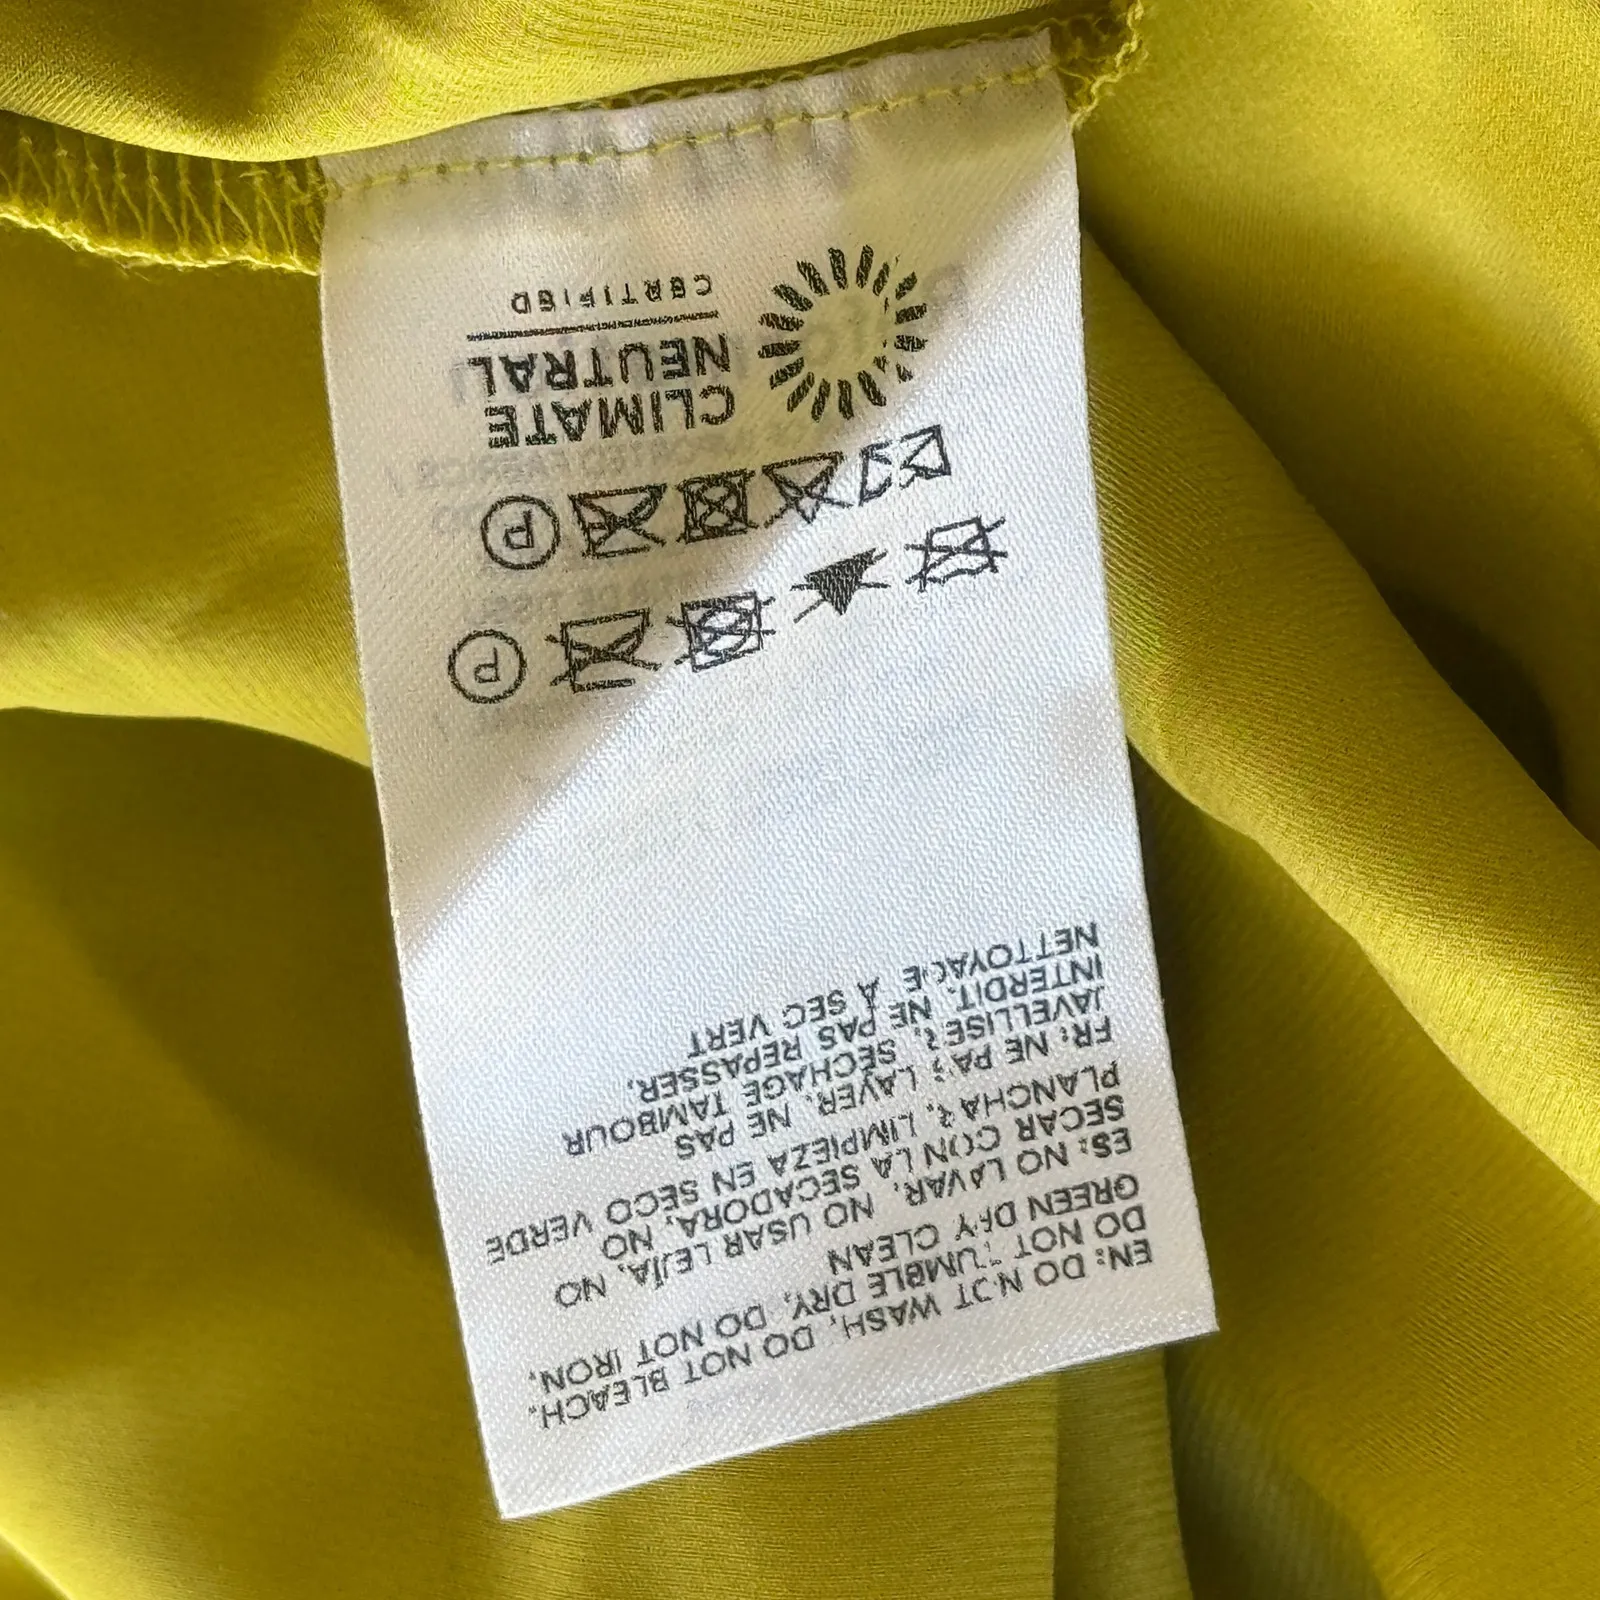 EN: DO NOT WASH, DO NOT BLEACH,
DO NOT TUMBLE DRY, DO NOT IRON,
GREEN DRY CLEAN
ES: NO LAVAR, NO USAR LEJÍA, NO
SECAR CON LA SECADORA, NO
PLANCHAR, LIMPIEZA EN SECO VERDE
FR: NE PAS LAVER, NE PAS
JAVELLISER, SECHAGE TAMBOUR
INTERDIT, NE PAS REPASSER,
NETTOYAGE À SEC VERT
P
P
CLIMATE
NEUTRAL
CERTIFIED